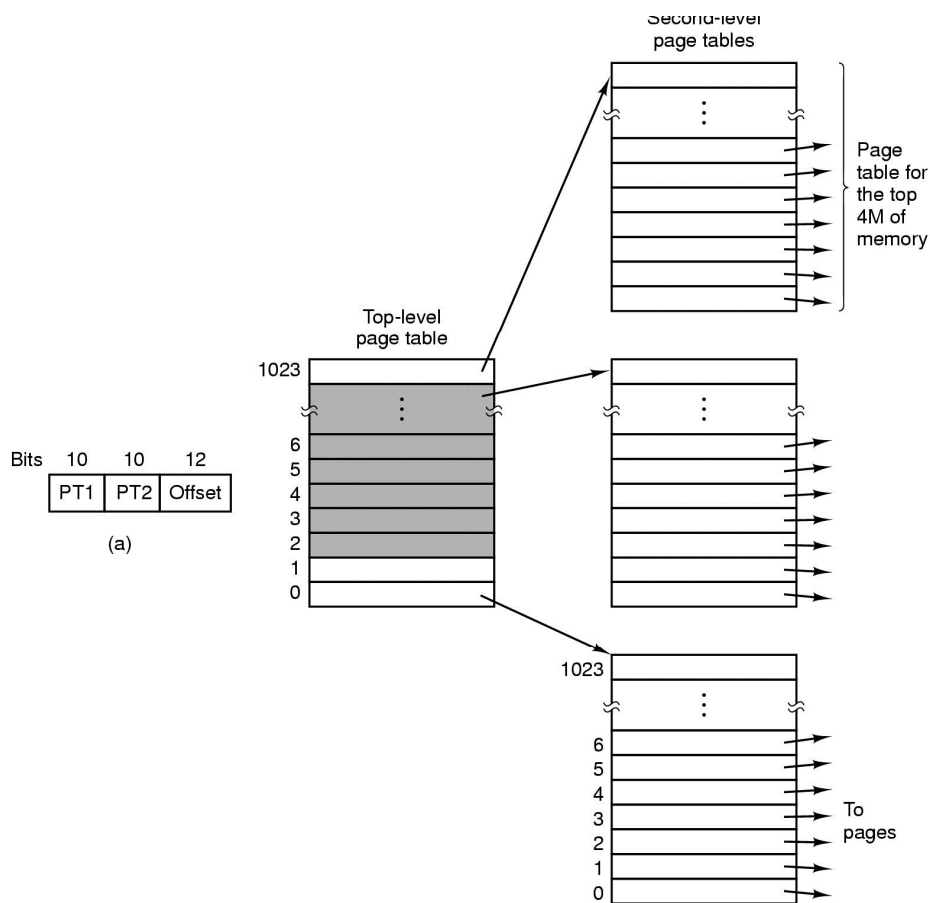 Second-level
page tables
Page
table for
the top
4M of
memory
Top-level
page table
1023
6
5
4
3
2
1
0
Bits 10 10 12
PT1 PT2 Offset
(a)
1023
6
5
4
3
2
1
0
To
pages